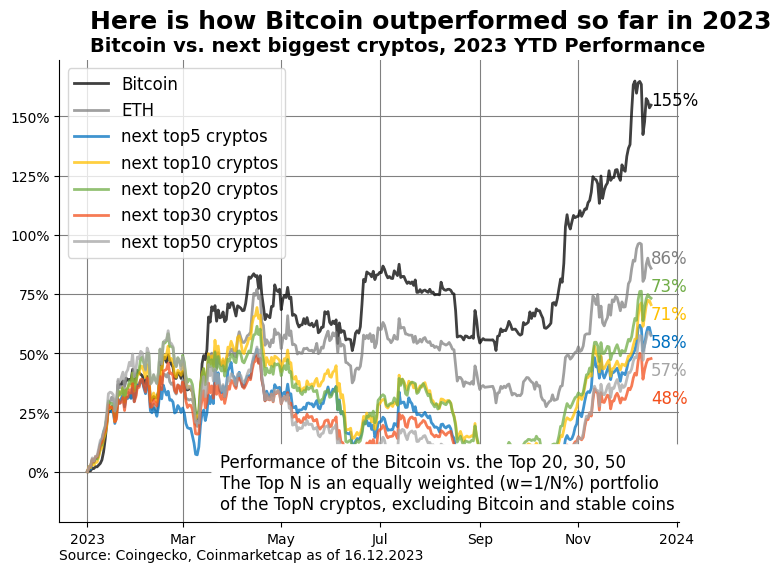 Here is how Bitcoin outperformed so far in 2023
Bitcoin vs. next biggest cryptos, 2023 YTD Performance
Bitcoin
ETH
next top5 cryptos
next top10 cryptos
next top20 cryptos
next top30 cryptos
next top50 cryptos
150%
125%
100%
75%
50%
25%
0%
155%
86%
73%
71%
58%
57%
48%
Performance of the Bitcoin vs. the Top 20, 30, 50
The Top N is an equally weighted (w=1/N%) portfolio
of the TopN cryptos, excluding Bitcoin and stable coins
2023 Mar May Jul Sep Nov 2024
Source: Coingecko, Coinmarketcap as of 16.12.2023